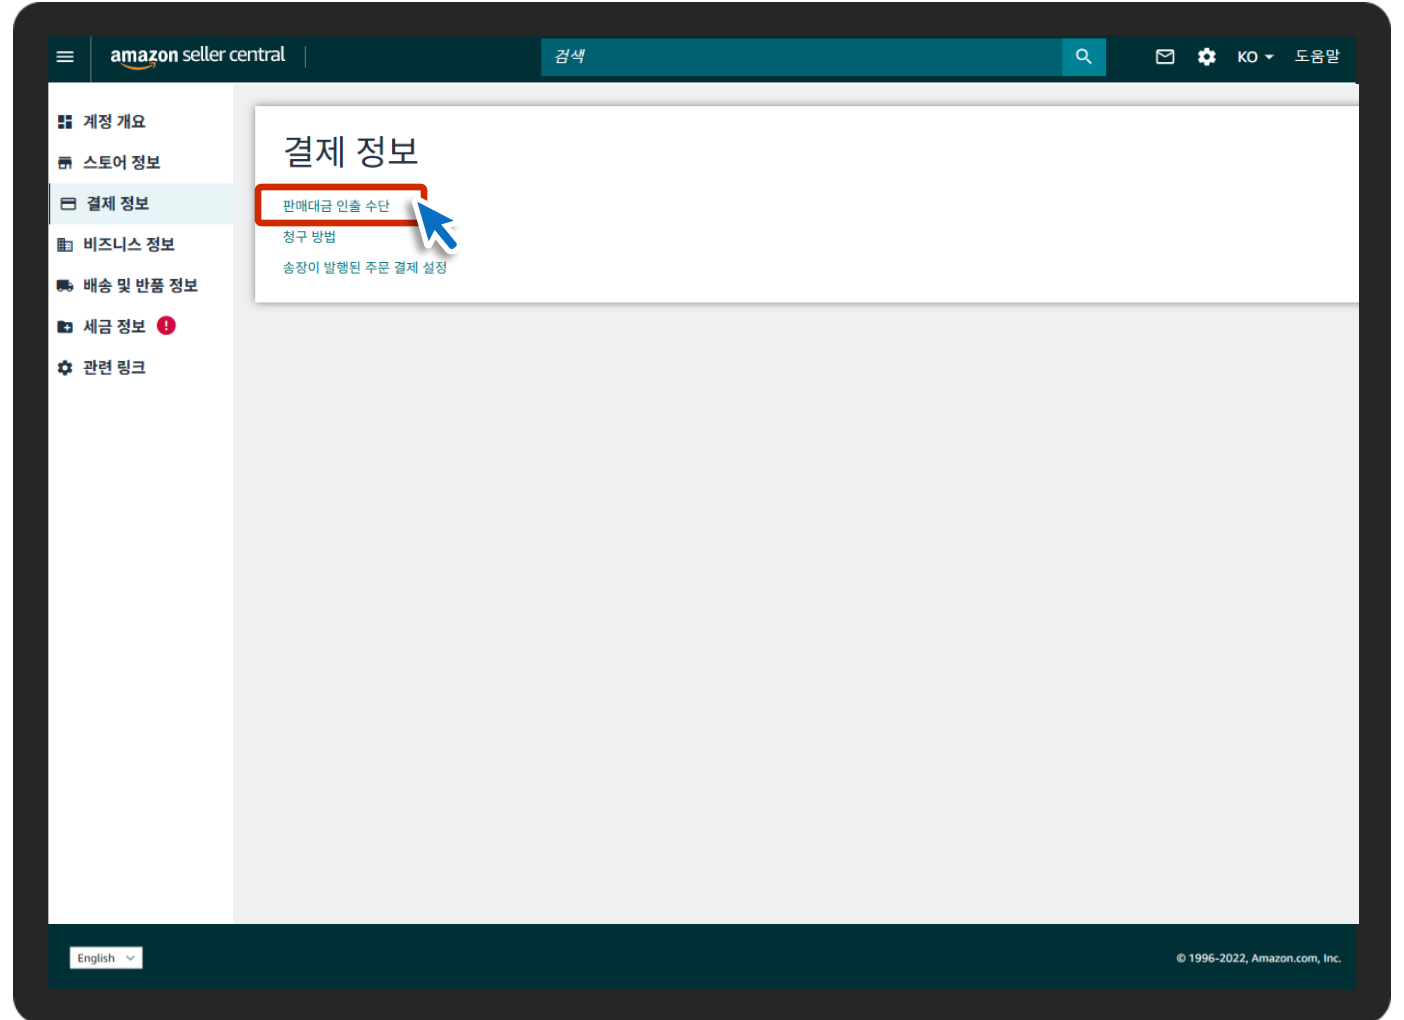 amazon seller central
검색
KO
도움말
계정 개요
스토어 정보
결제 정보
비즈니스 정보
배송 및 반품 정보
세금 정보
관련 링크
결제 정보
판매대금 인출 수단
청구 방법
송장이 발행된 주문 결제 설정
English
© 1996-2022, Amazon.com, Inc.